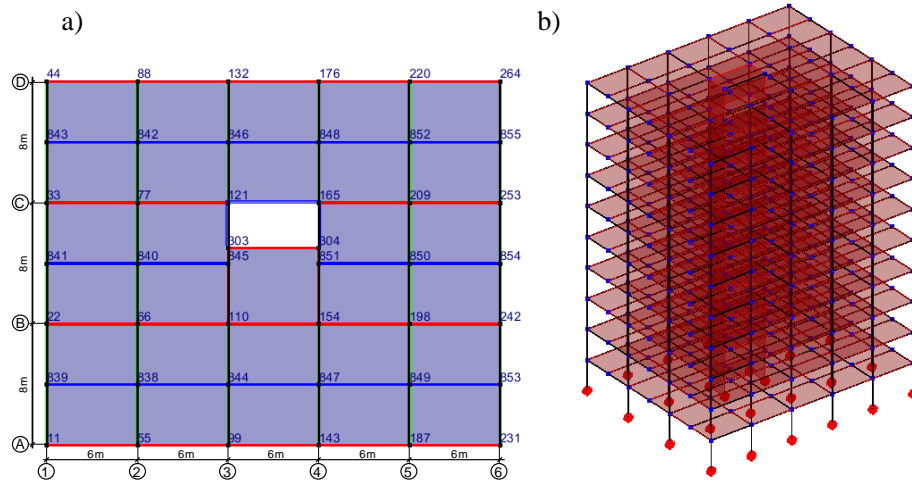 a)
b)
44 88 132 176 220 264
D
843 842 846 848 852 855
8m
33 77 121 165 209 253
C
303 304
8m
841 840 845 851 850 854
22 66 110 154 198 242
B
8m
839 838 844 847 849 853
11 55 99 143 187 231
A
6m 6m 6m 6m 6m
1 2 3 4 5 6